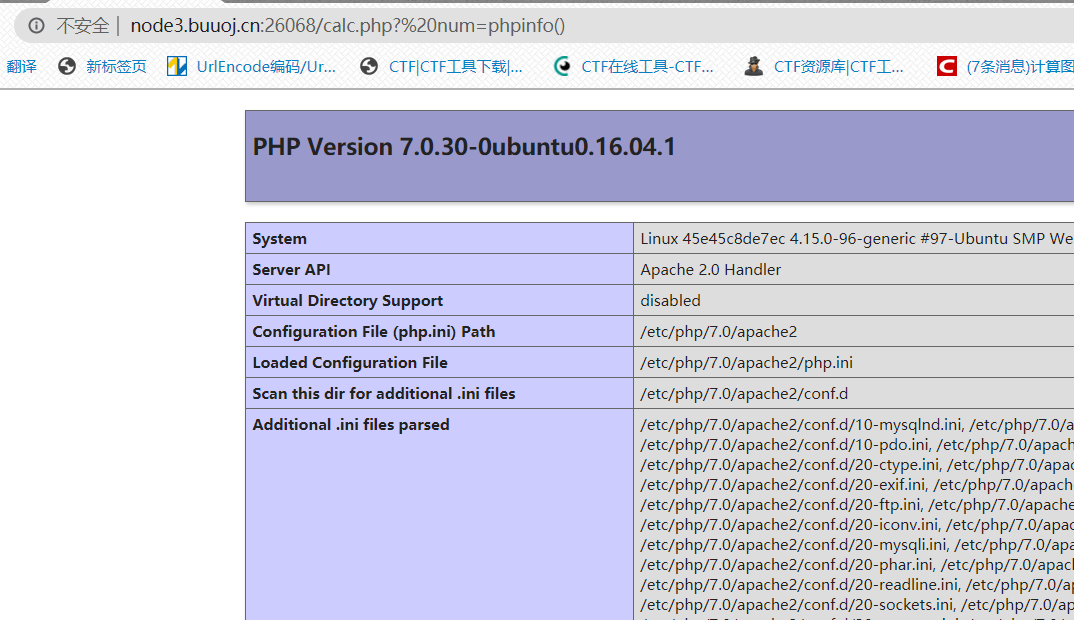 不安全 | node3.buuoj.cn:26068/calc.php?%20num=phpinfo()
翻译 新标签页 UrlEncode编码/Ur... CTF|CTF工具下载|... CTF在线工具-CTF... CTF资源库|CTF工... (7条消息)计算图
PHP Version 7.0.30-0ubuntu0.16.04.1
System Linux 45e45c8de7ec 4.15.0-96-generic #97-Ubuntu SMP We
Server API Apache 2.0 Handler
Virtual Directory Support disabled
Configuration File (php.ini) Path /etc/php/7.0/apache2
Loaded Configuration File /etc/php/7.0/apache2/php.ini
Scan this dir for additional .ini files /etc/php/7.0/apache2/conf.d
Additional .ini files parsed /etc/php/7.0/apache2/conf.d/10-mysqlnd.ini, /etc/php/7.0/a
/etc/php/7.0/apache2/conf.d/10-pdo.ini, /etc/php/7.0/apach
/etc/php/7.0/apache2/conf.d/20-ctype.ini, /etc/php/7.0/apac
/etc/php/7.0/apache2/conf.d/20-exif.ini, /etc/php/7.0/apach
/etc/php/7.0/apache2/conf.d/20-ftp.ini, /etc/php/7.0/apache
/etc/php/7.0/apache2/conf.d/20-iconv.ini, /etc/php/7.0/apac
/etc/php/7.0/apache2/conf.d/20-mysqli.ini, /etc/php/7.0/apa
/etc/php/7.0/apache2/conf.d/20-phar.ini, /etc/php/7.0/apac
/etc/php/7.0/apache2/conf.d/20-readline.ini, /etc/php/7.0/a
/etc/php/7.0/apache2/conf.d/20-sockets.ini, /etc/php/7.0/ap